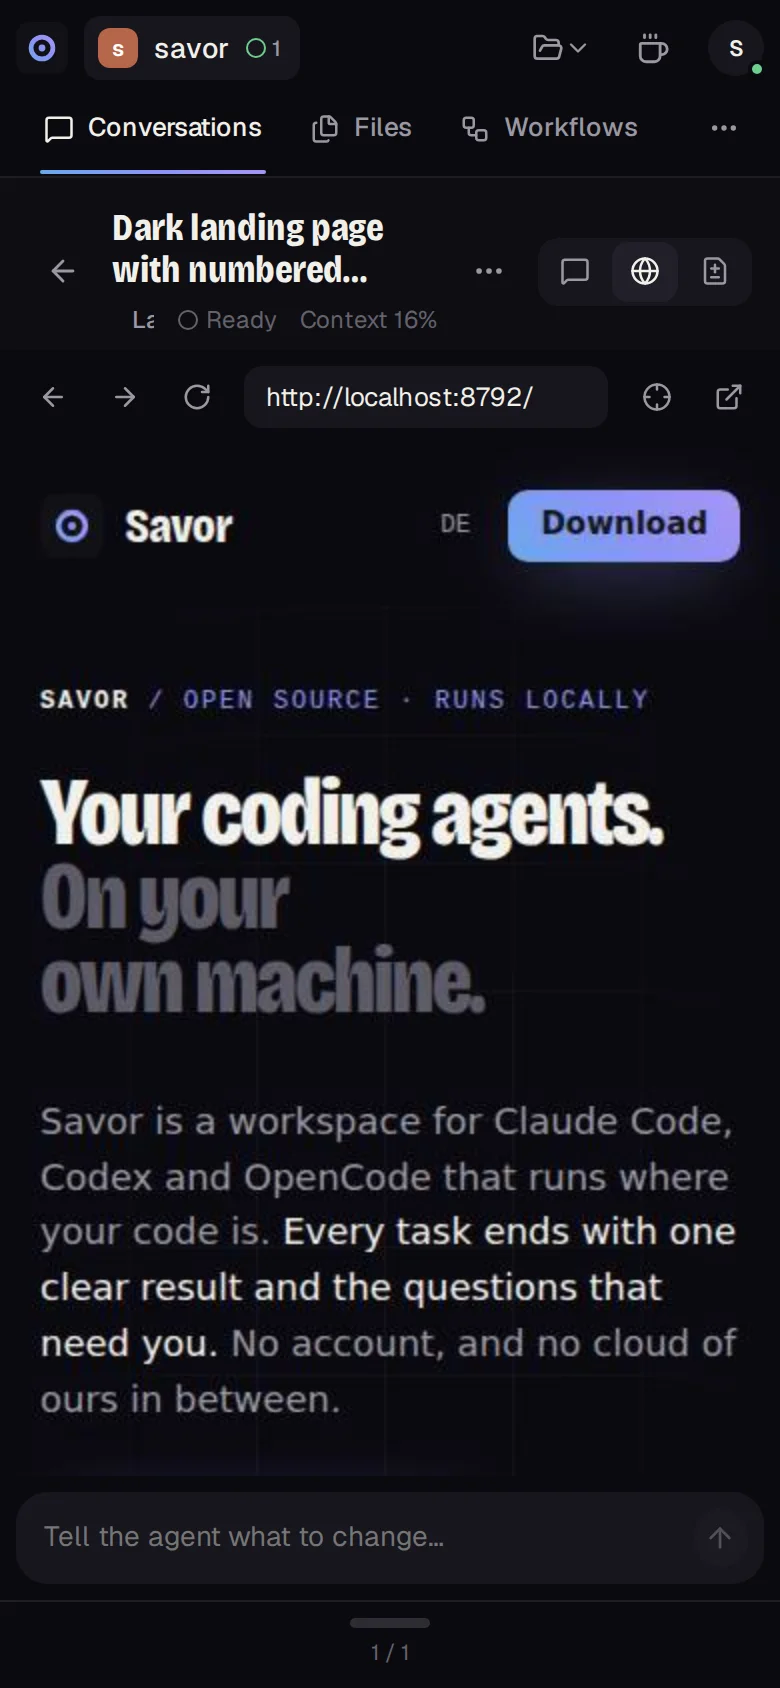 s savor 1
S
Conversations Files Workflows
Dark landing page
with numbered...
Ready Context 16%
http://localhost:8792/
Savor DE Download
SAVOR / OPEN SOURCE · RUNS LOCALLY
Your coding agents.
On your
own machine.
Savor is a workspace for Claude Code,
Codex and OpenCode that runs where
your code is. Every task ends with one
clear result and the questions that
need you. No account, and no cloud of
ours in between.
Tell the agent what to change...
1 / 1